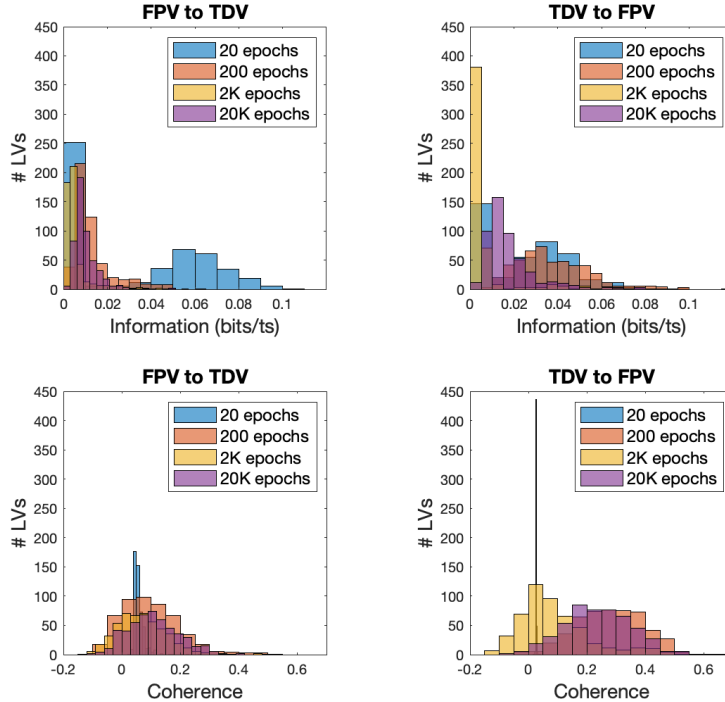 FPV to TDV
450
400
350
300
250
200
150
100
50
0
# LVs
20 epochs
200 epochs
2K epochs
20K epochs
0 0.02 0.04 0.06 0.08 0.1
Information (bits/ts)
TDV to FPV
450
400
350
300
250
200
150
100
50
0
# LVs
20 epochs
200 epochs
2K epochs
20K epochs
0 0.02 0.04 0.06 0.08 0.1
Information (bits/ts)
FPV to TDV
450
400
350
300
250
200
150
100
50
0
# LVs
20 epochs
200 epochs
2K epochs
20K epochs
-0.2 0 0.2 0.4 0.6
Coherence
TDV to FPV
450
400
350
300
250
200
150
100
50
0
# LVs
20 epochs
200 epochs
2K epochs
20K epochs
-0.2 0 0.2 0.4 0.6
Coherence